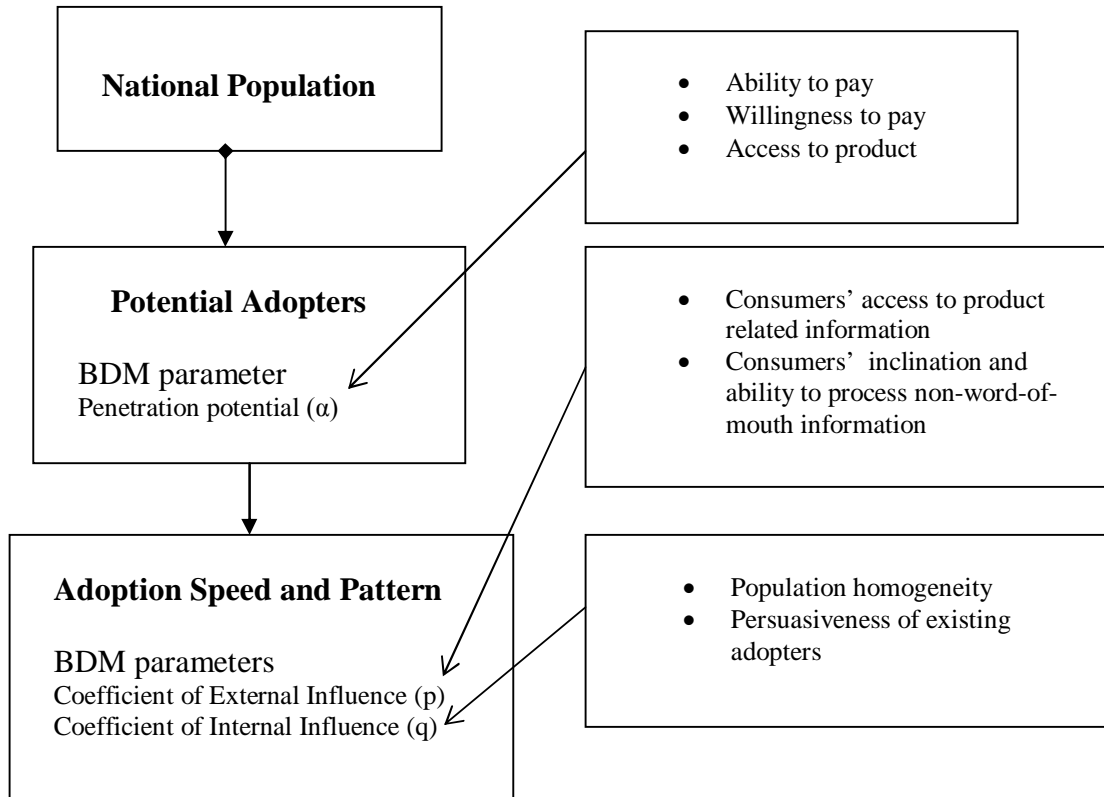 National Population
• Ability to pay
• Willingness to pay
• Access to product
Potential Adopters
BDM parameter
Penetration potential (α)
• Consumers’ access to product
related information
• Consumers’ inclination and
ability to process non-word-of-
mouth information
Adoption Speed and Pattern
BDM parameters
Coefficient of External Influence (p)
Coefficient of Internal Influence (q)
• Population homogeneity
• Persuasiveness of existing
adopters